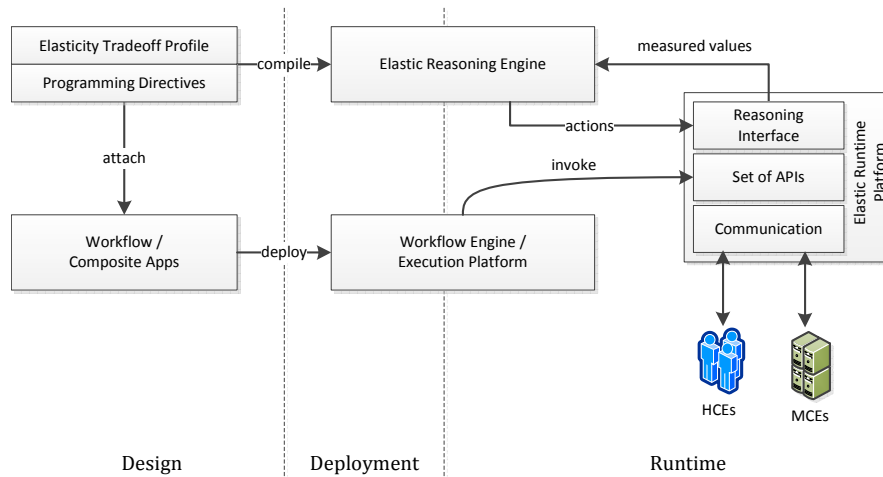 Elasticity Tradeoff Profile
Programming Directives
compile
Elastic Reasoning Engine
measured values
actions
Reasoning
Interface
Set of APIs
Communication
Elastic Runtime
Platform
attach
invoke
Workflow /
Composite Apps
deploy
Workflow Engine /
Execution Platform
HCEs
MCEs
Design
Deployment
Runtime